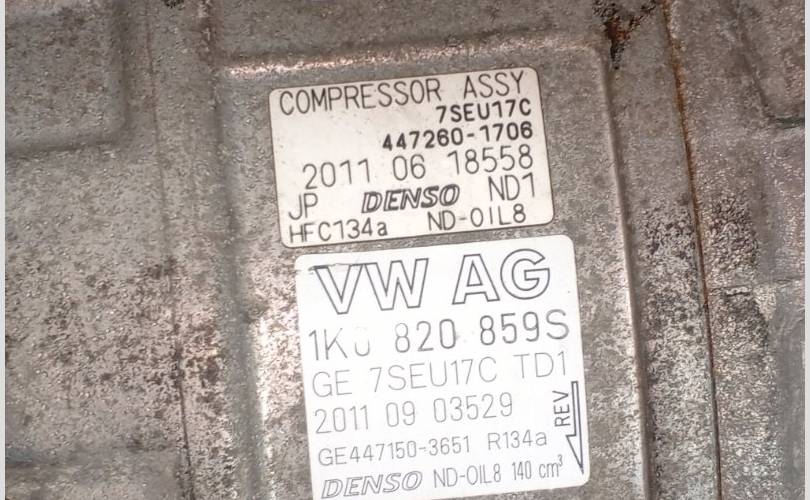 COMPRESSOR ASSY
7SEU17C
447260-1706
2011 06 18558
JP DENSO ND1
HFC134a ND-OIL8
VW AG
820 859S
GE 7SEU17C TD1
2011 09 03529
REV
GE447150-3651 R134a
DENSO ND-OIL8 140 cm³